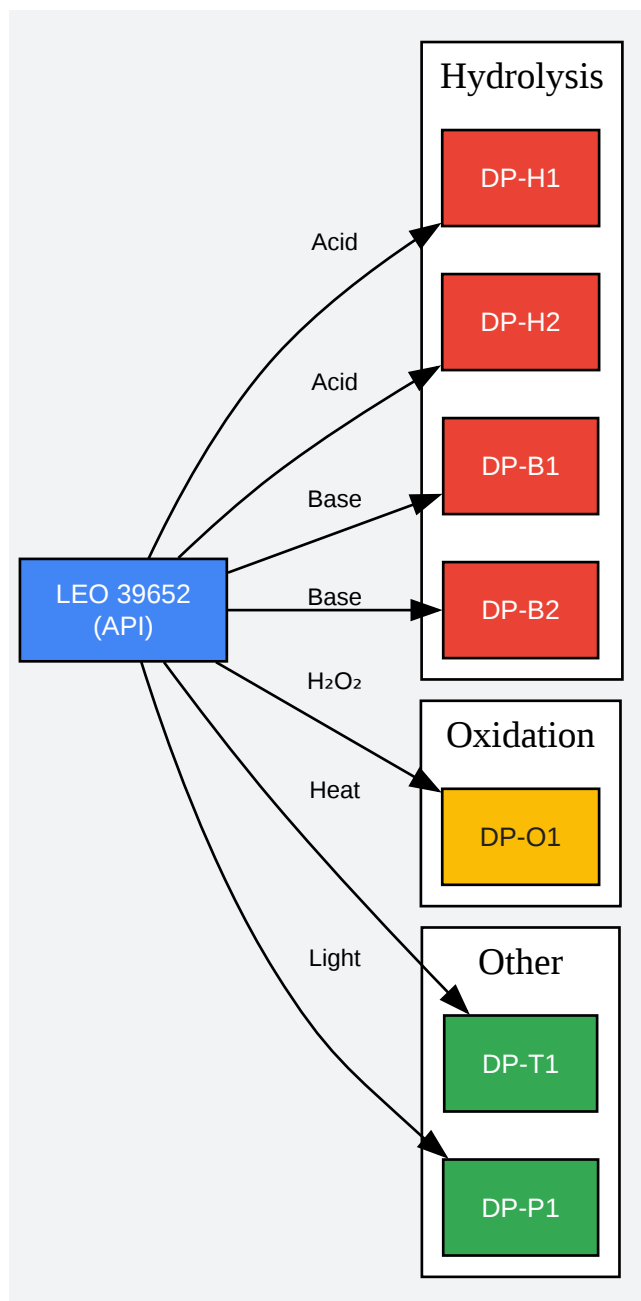 Hydrolysis
DP-H1
Acid
DP-H2
Acid
DP-B1
Base
LEO 39652
(API)
Base
DP-B2
H₂O₂
Oxidation
Heat
DP-O1
Light
Other
DP-T1
DP-P1